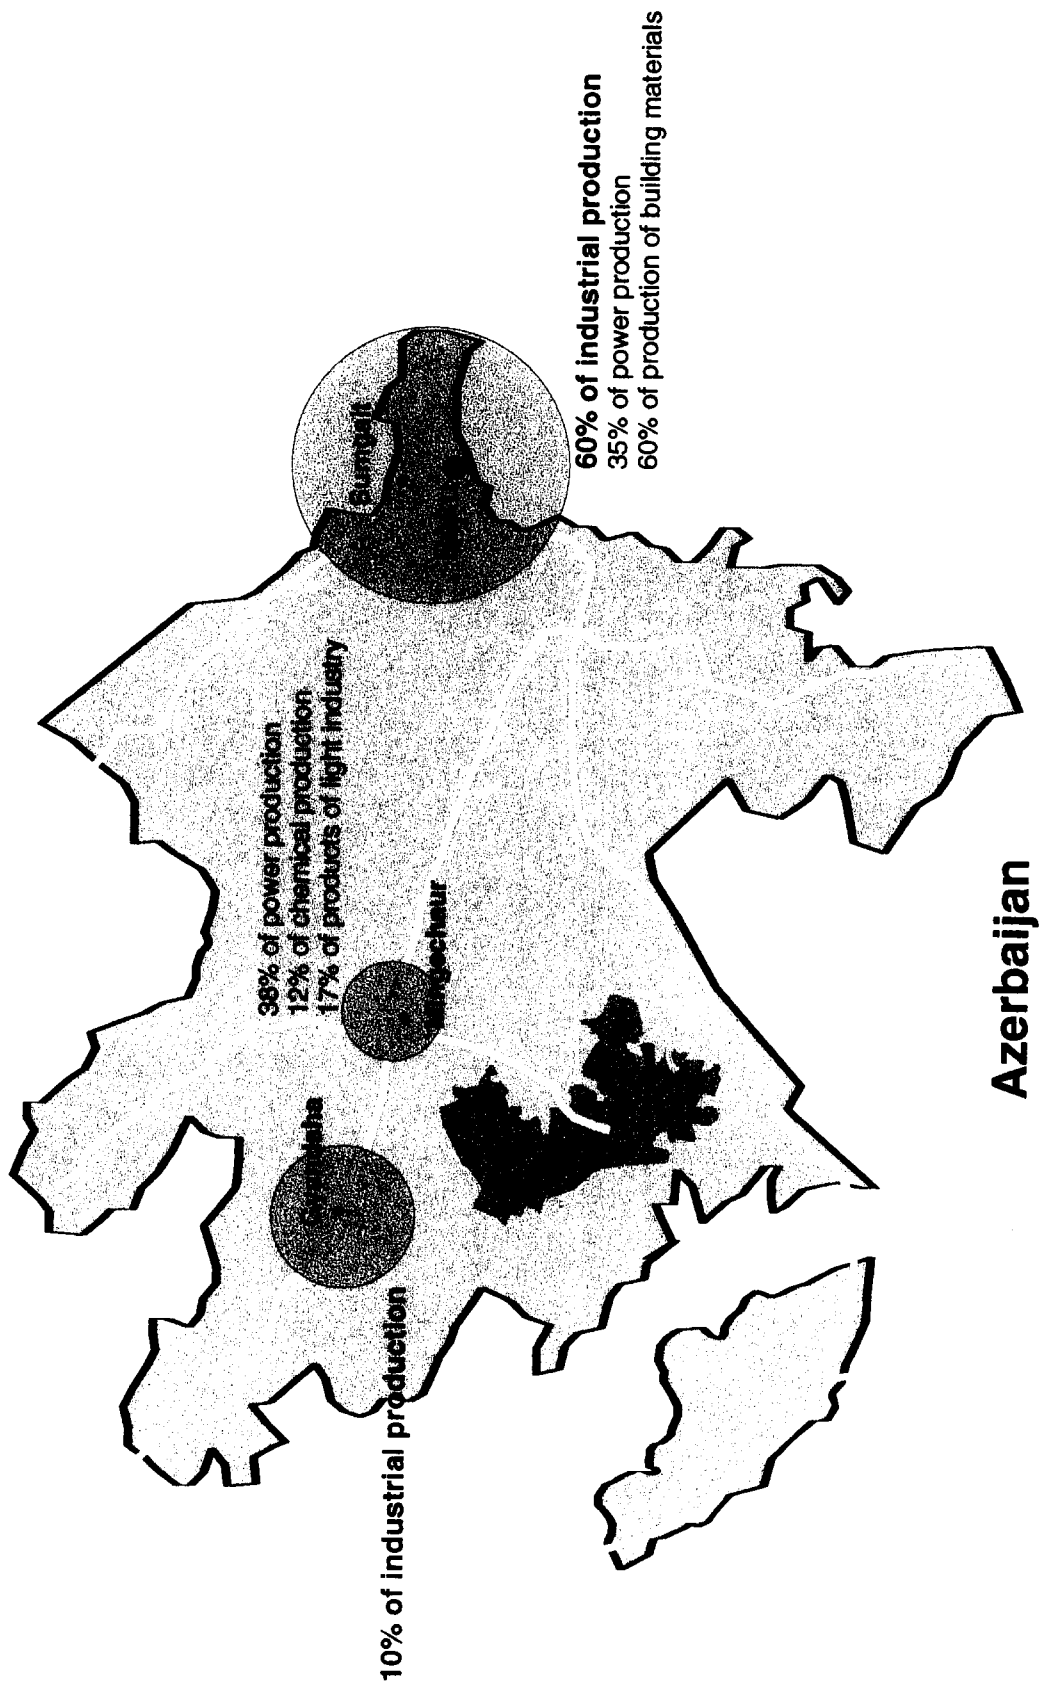 38% of power production
12% of chemical production
17% of products of light industry
Sumgait
10% of industrial production
Mingechaur
60% of industrial production
35% of power production
60% of production of building materials
Azerbaijan